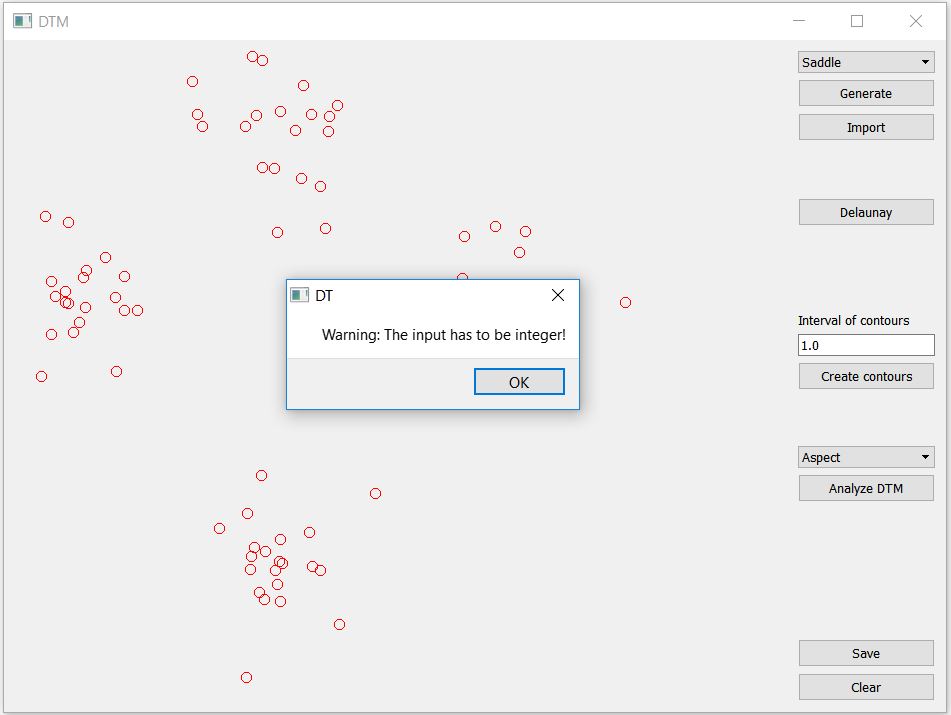 DTM
Saddle
Generate
Import
Delaunay
DT
Warning: The input has to be integer!
OK
Interval of contours
1.0
Create contours
Aspect
Analyze DTM
Save
Clear